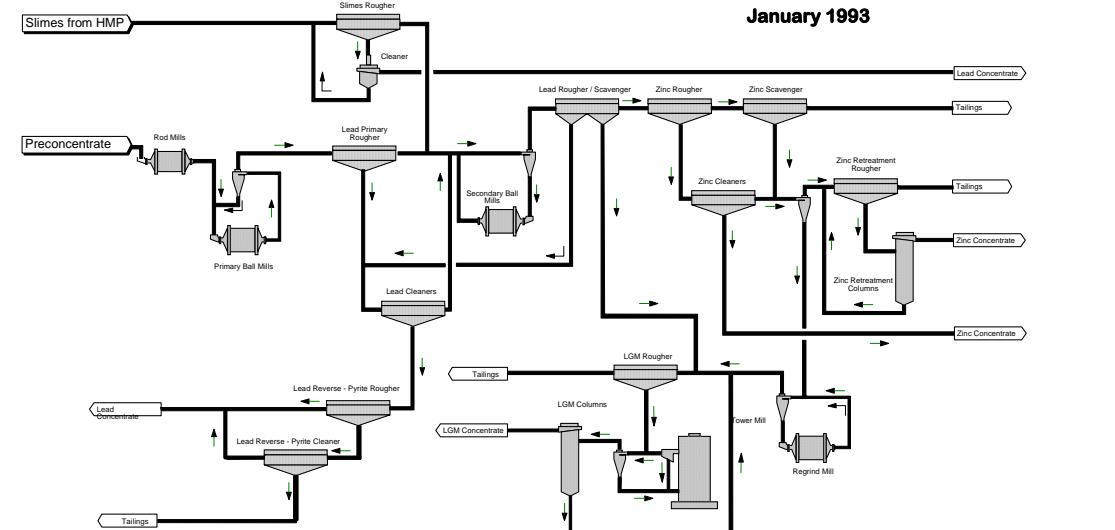 January 1993
Slimes Rougher
Slimes from HMP
Cleaner
Lead Concentrate
Lead Rougher / Scavenger
Zinc Rougher
Zinc Scavenger
Tailings
Preconcentrate
Rod Mills
Lead Primary
Rougher
Zinc Retreatment
Rougher
Zinc Cleaners
Tailings
Secondary Ball
Mills
Zinc Concentrate
Primary Ball Mills
Zinc Retreatment
Columns
Lead Cleaners
Zinc Concentrate
LGM Rougher
Tailings
Lead Reverse - Pyrite Rougher
Lead
Concentrate
LGM Columns
Tower Mill
LGM Concentrate
Lead Reverse - Pyrite Cleaner
Regrind Mill
Tailings